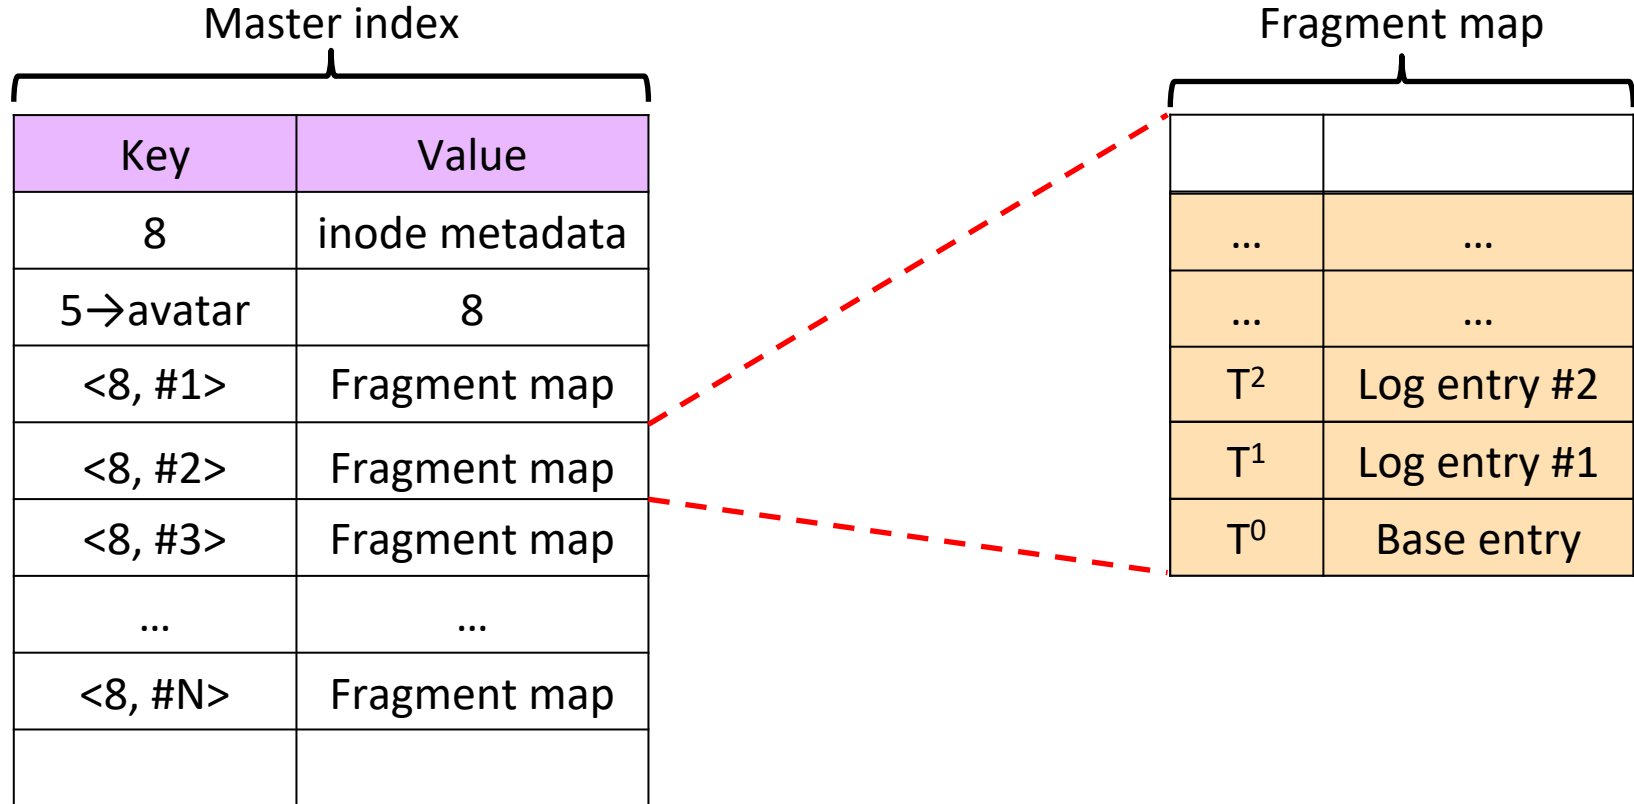 Master index
Key Value
8 inode metadata
5→avatar 8
<8, #1> Fragment map
<8, #2> Fragment map
<8, #3> Fragment map
... ...
<8, #N> Fragment map
Fragment map
... ...
... ...
T² Log entry #2
T¹ Log entry #1
T⁰ Base entry